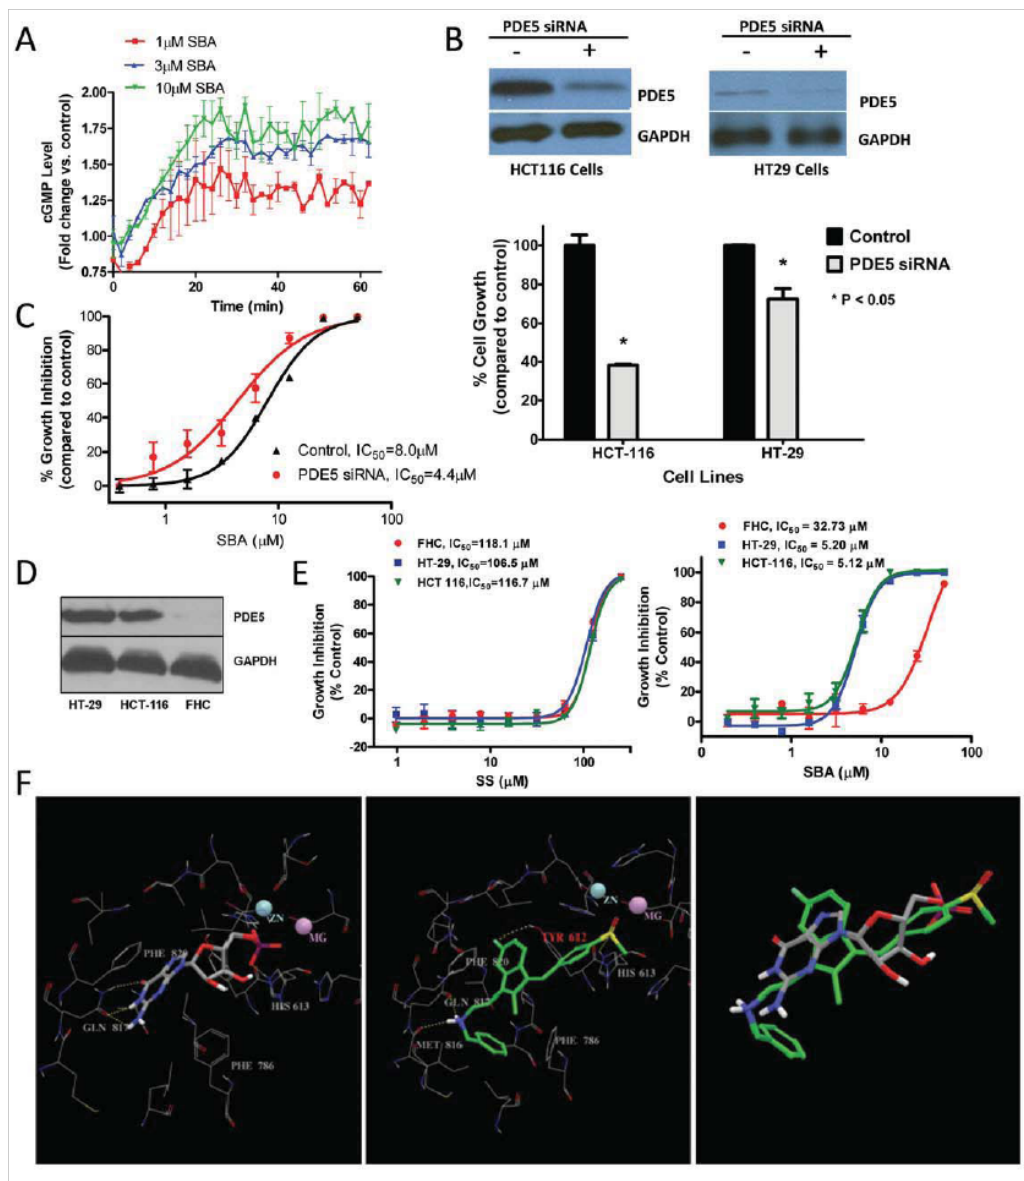 A
1μM SBA
3μM SBA
10μM SBA
2.00
1.75
1.50
1.25
1.00
0.75
cGMP Level
(Fold change vs. control)
0
20
40
60
Time (min)
B
PDE5 siRNA
- +
PDE5
GAPDH
HCT116 Cells
PDE5 siRNA
- +
PDE5
GAPDH
HT29 Cells
% Cell Growth
(compared to control)
100
80
60
40
20
0
*
*
HCT-116
HT-29
Cell Lines
Control
PDE5 siRNA
* P < 0.05
C
% Growth Inhibition
(compared to control)
100
80
60
40
20
0
Control, IC50=8.0μM
PDE5 siRNA, IC50=4.4μM
1
10
100
SBA (μM)
D
PDE5
GAPDH
HT-29
HCT-116
FHC
E
FHC, IC50=118.1 μM
HT-29, IC50=106.5 μM
HCT 116,IC50=116.7 μM
Growth Inhibition
(% Control)
100
80
60
40
20
0
-20
1
10
100
SS (μM)
FHC, IC50 = 32.73 μM
HT-29, IC50 = 5.20 μM
HCT-116, IC50 = 5.12 μM
Growth Inhibition
(% Control)
100
80
60
40
20
0
0
1
10
100
SBA (μM)
F
ZN
MG
PHE
HIS 613
GLN 817
PHE 786
ZN
MG
TYR 612
PHE 820
HIS 613
GLN 817
MET 816
PHE 786